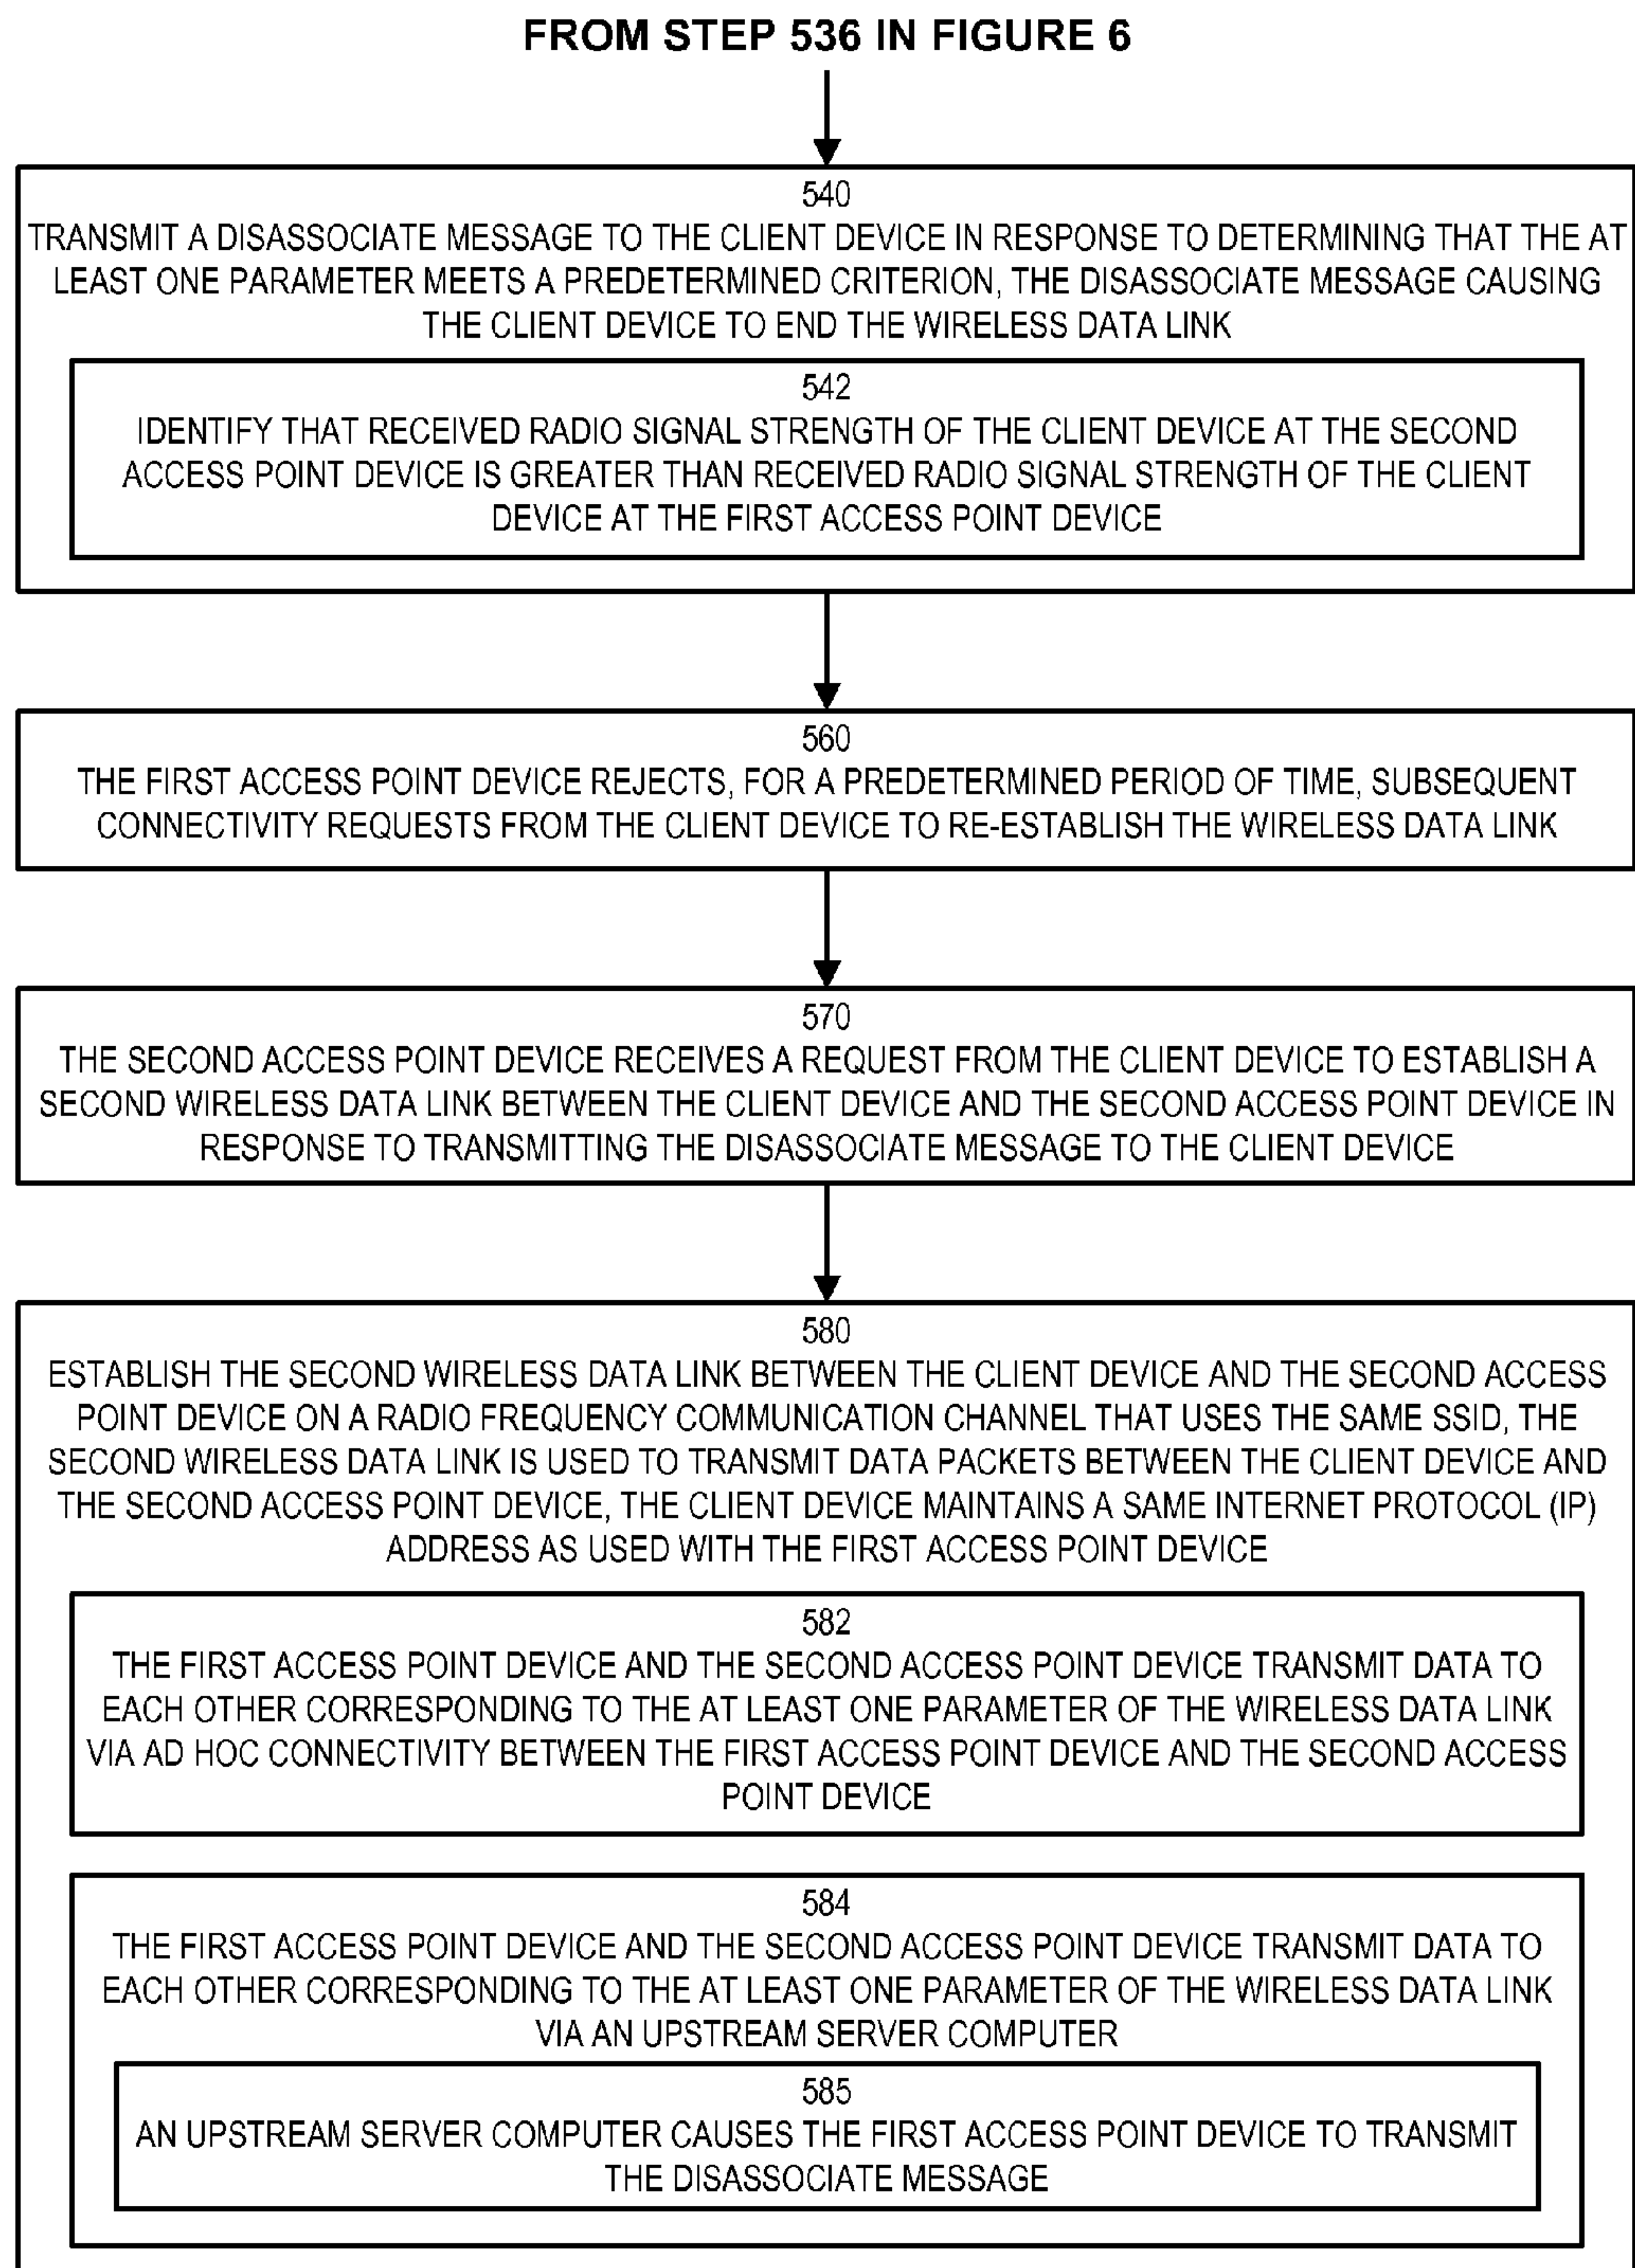 FROM STEP 536 IN FIGURE 6
540
TRANSMIT A DISASSOCIATE MESSAGE TO THE CLIENT DEVICE IN RESPONSE TO DETERMINING THAT THE AT
LEAST ONE PARAMETER MEETS A PREDETERMINED CRITERION, THE DISASSOCIATE MESSAGE CAUSING
THE CLIENT DEVICE TO END THE WIRELESS DATA LINK
542
IDENTIFY THAT RECEIVED RADIO SIGNAL STRENGTH OF THE CLIENT DEVICE AT THE SECOND
ACCESS POINT DEVICE IS GREATER THAN RECEIVED RADIO SIGNAL STRENGTH OF THE CLIENT
DEVICE AT THE FIRST ACCESS POINT DEVICE
560
THE FIRST ACCESS POINT DEVICE REJECTS, FOR A PREDETERMINED PERIOD OF TIME, SUBSEQUENT
CONNECTIVITY REQUESTS FROM THE CLIENT DEVICE TO RE-ESTABLISH THE WIRELESS DATA LINK
570
THE SECOND ACCESS POINT DEVICE RECEIVES A REQUEST FROM THE CLIENT DEVICE TO ESTABLISH A
SECOND WIRELESS DATA LINK BETWEEN THE CLIENT DEVICE AND THE SECOND ACCESS POINT DEVICE IN
RESPONSE TO TRANSMITTING THE DISASSOCIATE MESSAGE TO THE CLIENT DEVICE
580
ESTABLISH THE SECOND WIRELESS DATA LINK BETWEEN THE CLIENT DEVICE AND THE SECOND ACCESS
POINT DEVICE ON A RADIO FREQUENCY COMMUNICATION CHANNEL THAT USES THE SAME SSID, THE
SECOND WIRELESS DATA LINK IS USED TO TRANSMIT DATA PACKETS BETWEEN THE CLIENT DEVICE AND
THE SECOND ACCESS POINT DEVICE, THE CLIENT DEVICE MAINTAINS A SAME INTERNET PROTOCOL (IP)
ADDRESS AS USED WITH THE FIRST ACCESS POINT DEVICE
582
THE FIRST ACCESS POINT DEVICE AND THE SECOND ACCESS POINT DEVICE TRANSMIT DATA TO
EACH OTHER CORRESPONDING TO THE AT LEAST ONE PARAMETER OF THE WIRELESS DATA LINK
VIA AD HOC CONNECTIVITY BETWEEN THE FIRST ACCESS POINT DEVICE AND THE SECOND ACCESS
POINT DEVICE
584
THE FIRST ACCESS POINT DEVICE AND THE SECOND ACCESS POINT DEVICE TRANSMIT DATA TO
EACH OTHER CORRESPONDING TO THE AT LEAST ONE PARAMETER OF THE WIRELESS DATA LINK
VIA AN UPSTREAM SERVER COMPUTER
585
AN UPSTREAM SERVER COMPUTER CAUSES THE FIRST ACCESS POINT DEVICE TO TRANSMIT
THE DISASSOCIATE MESSAGE